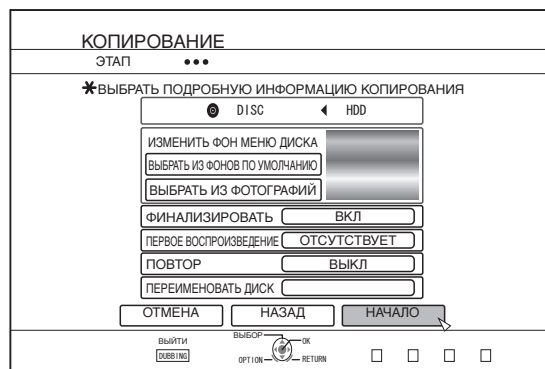 КОПИРОВАНИЕ
ЭТАП
ВЫБРАТЬ ПОДРОБНУЮ ИНФОРМАЦИЮ КОПИРОВАНИЯ
DISC HDD
ИЗМЕНИТЬ ФОН МЕНЮ ДИСКА
ВЫБРАТЬ ИЗ ФОНОВ ПО УМОЛЧАНИЮ
ВЫБРАТЬ ИЗ ФОТОГРАФИЙ
ФИНАЛИЗИРОВАТЬ ВКЛ
ПЕРВОЕ ВОСПРОИЗВЕДЕНИЕ ОТСУТСТВУЕТ
ПОВТОР ВЫКЛ
ПЕРЕИМЕНОВАТЬ ДИСК
ОТМЕНА НАЗАД НАЧАЛО
ВЫЙТИ ВЫБОР OK
DUBBING OPTION RETURN